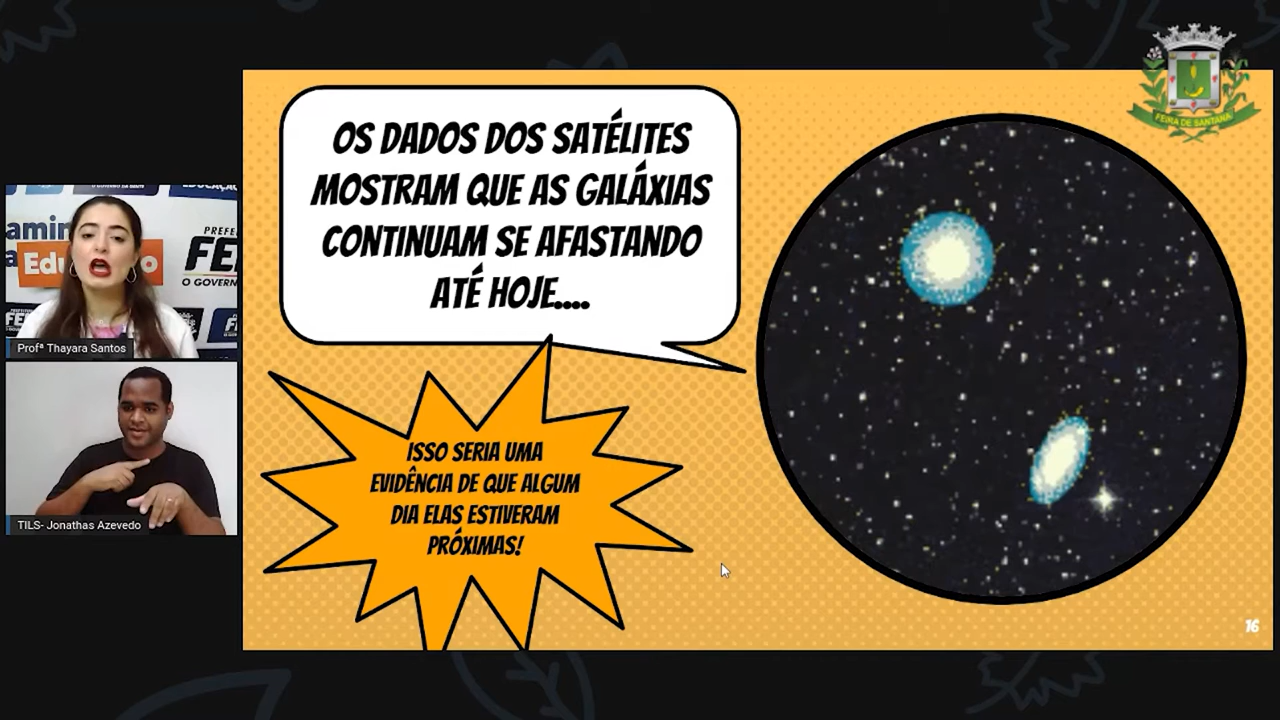 OS DADOS DOS SATÉLITES
MOSTRAM QUE AS GALÁXIAS
CONTINUAM SE AFASTANDO
ATÉ HOJE....
ISSO SERIA UMA
EVIDÊNCIA DE QUE ALGUM
DIA ELAS ESTIVERAM
PRÓXIMAS!
FEIRA DE SANTANA
16
Profª Thayara Santos
TILS- Jonathas Azevedo